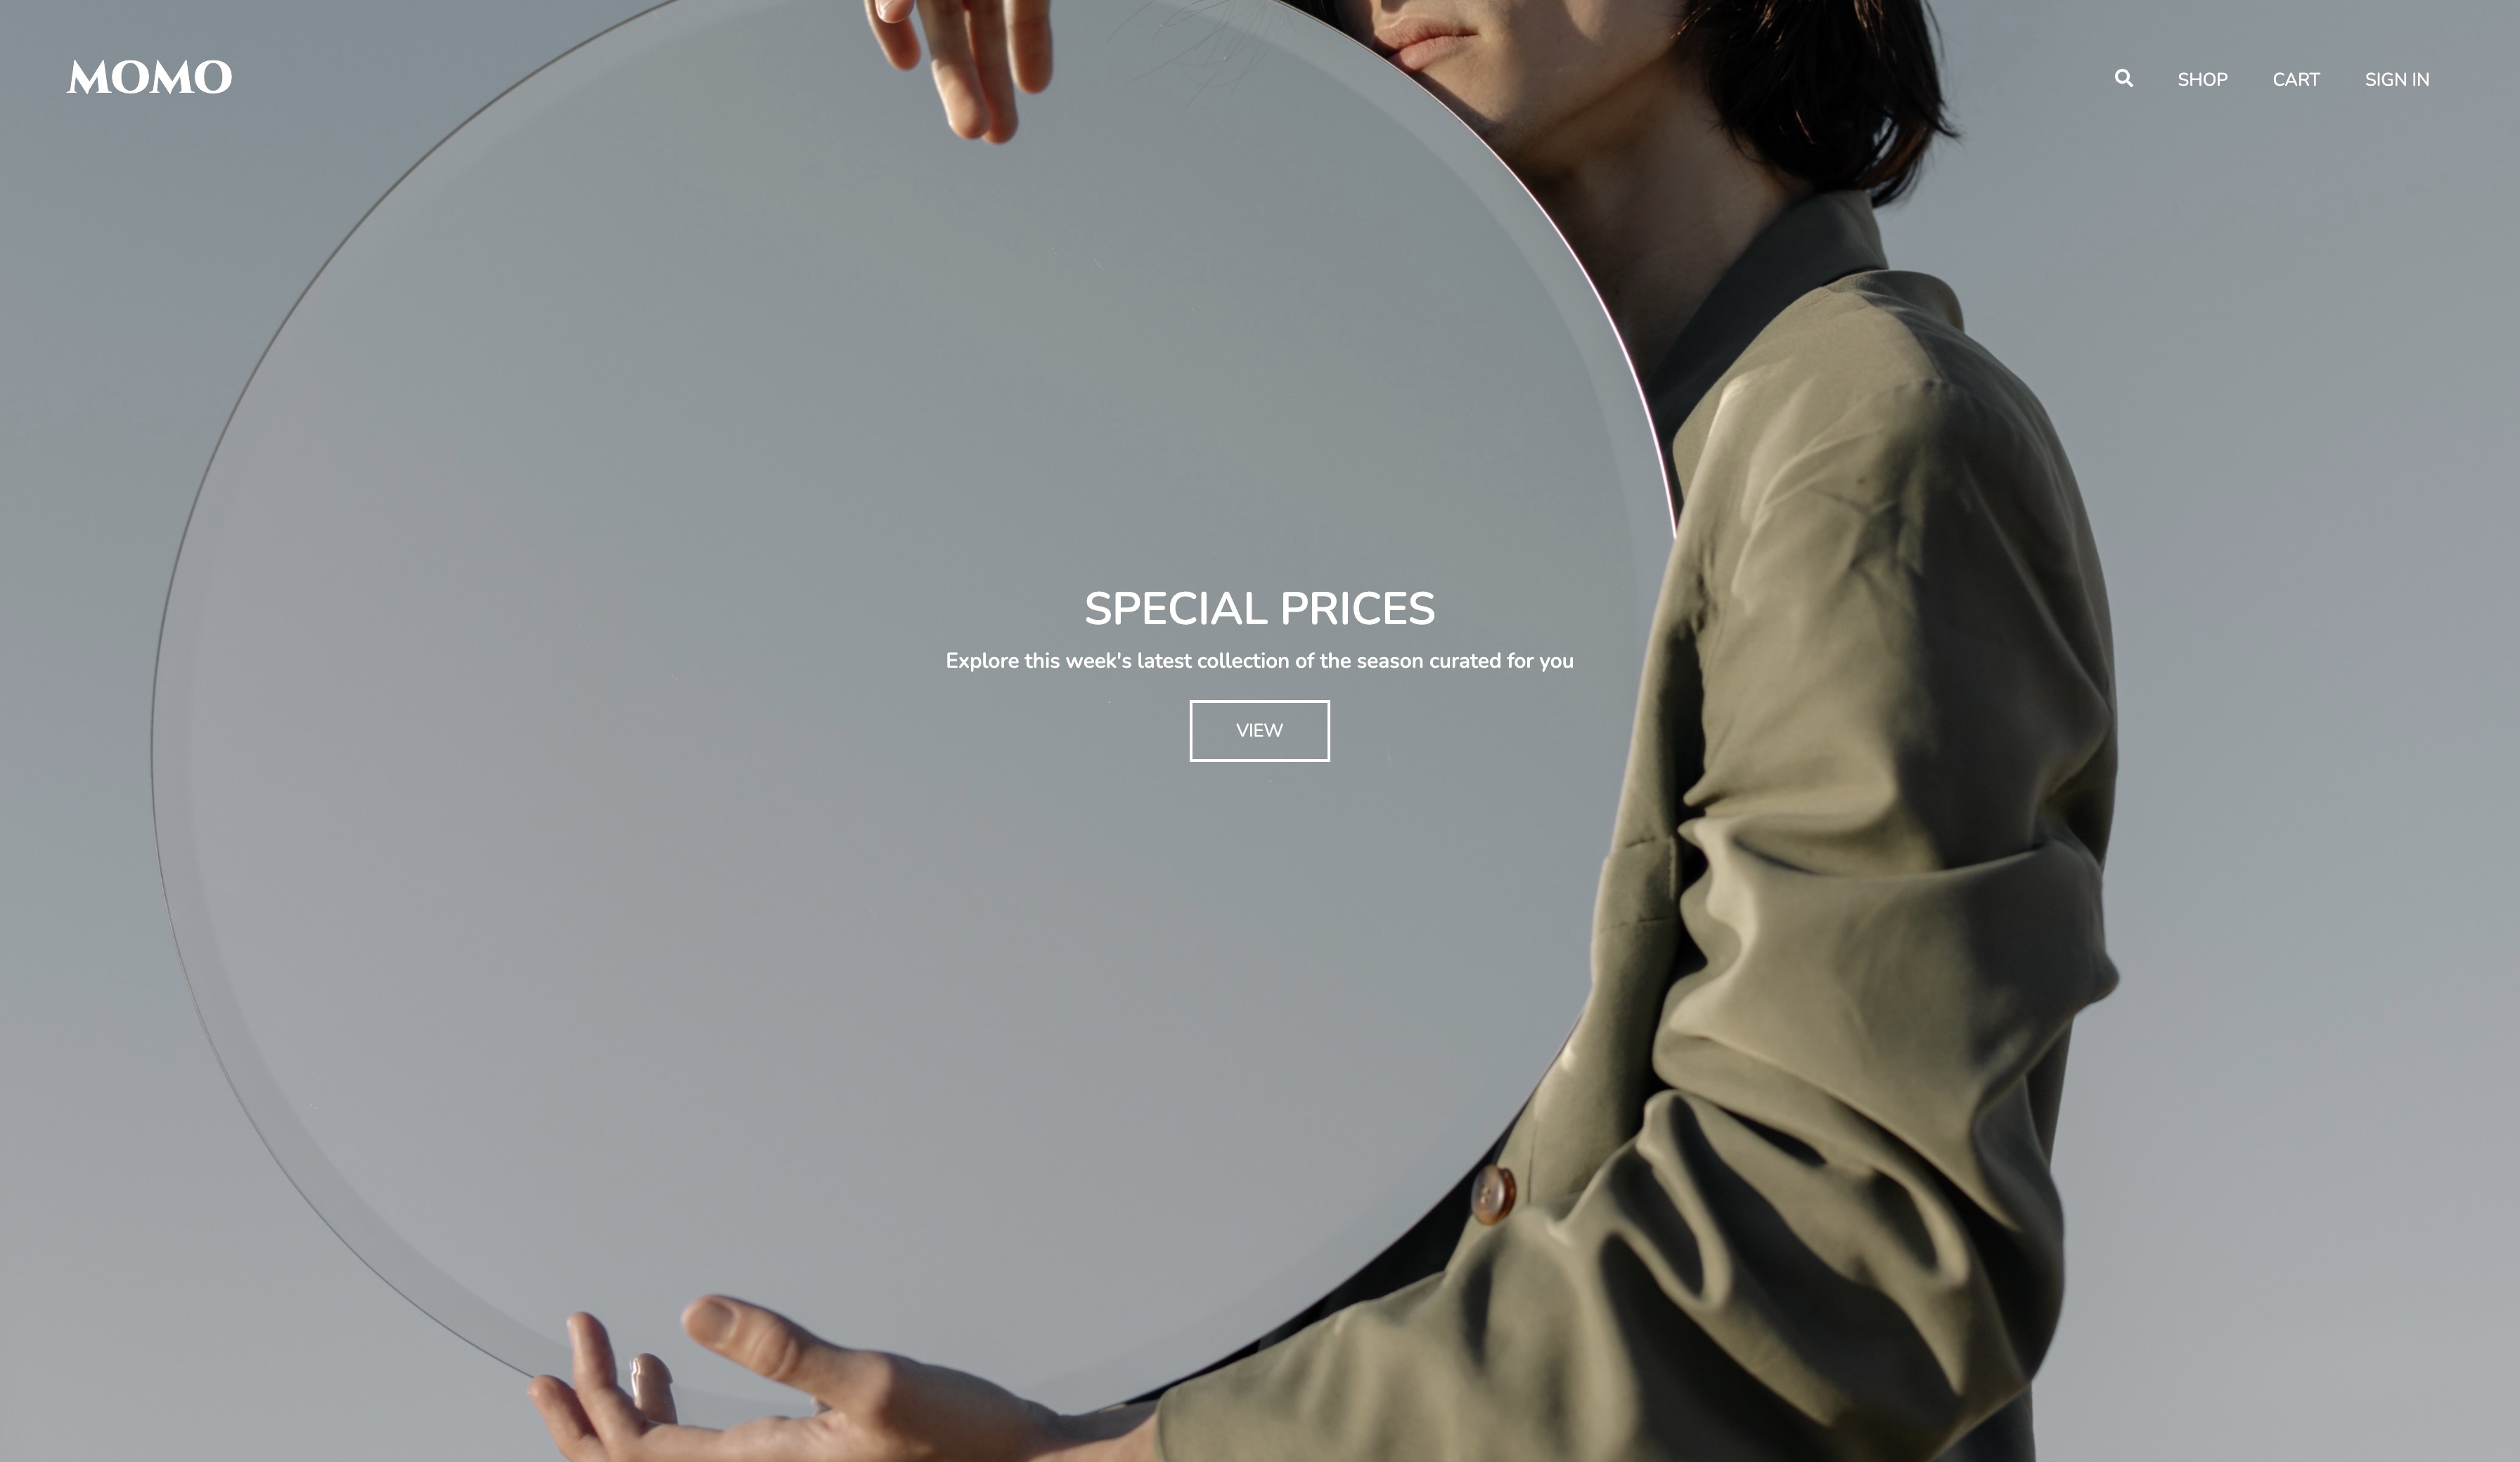 MOMO
SHOP CART SIGN IN
SPECIAL PRICES
Explore this week's latest collection of the season curated for you
VIEW